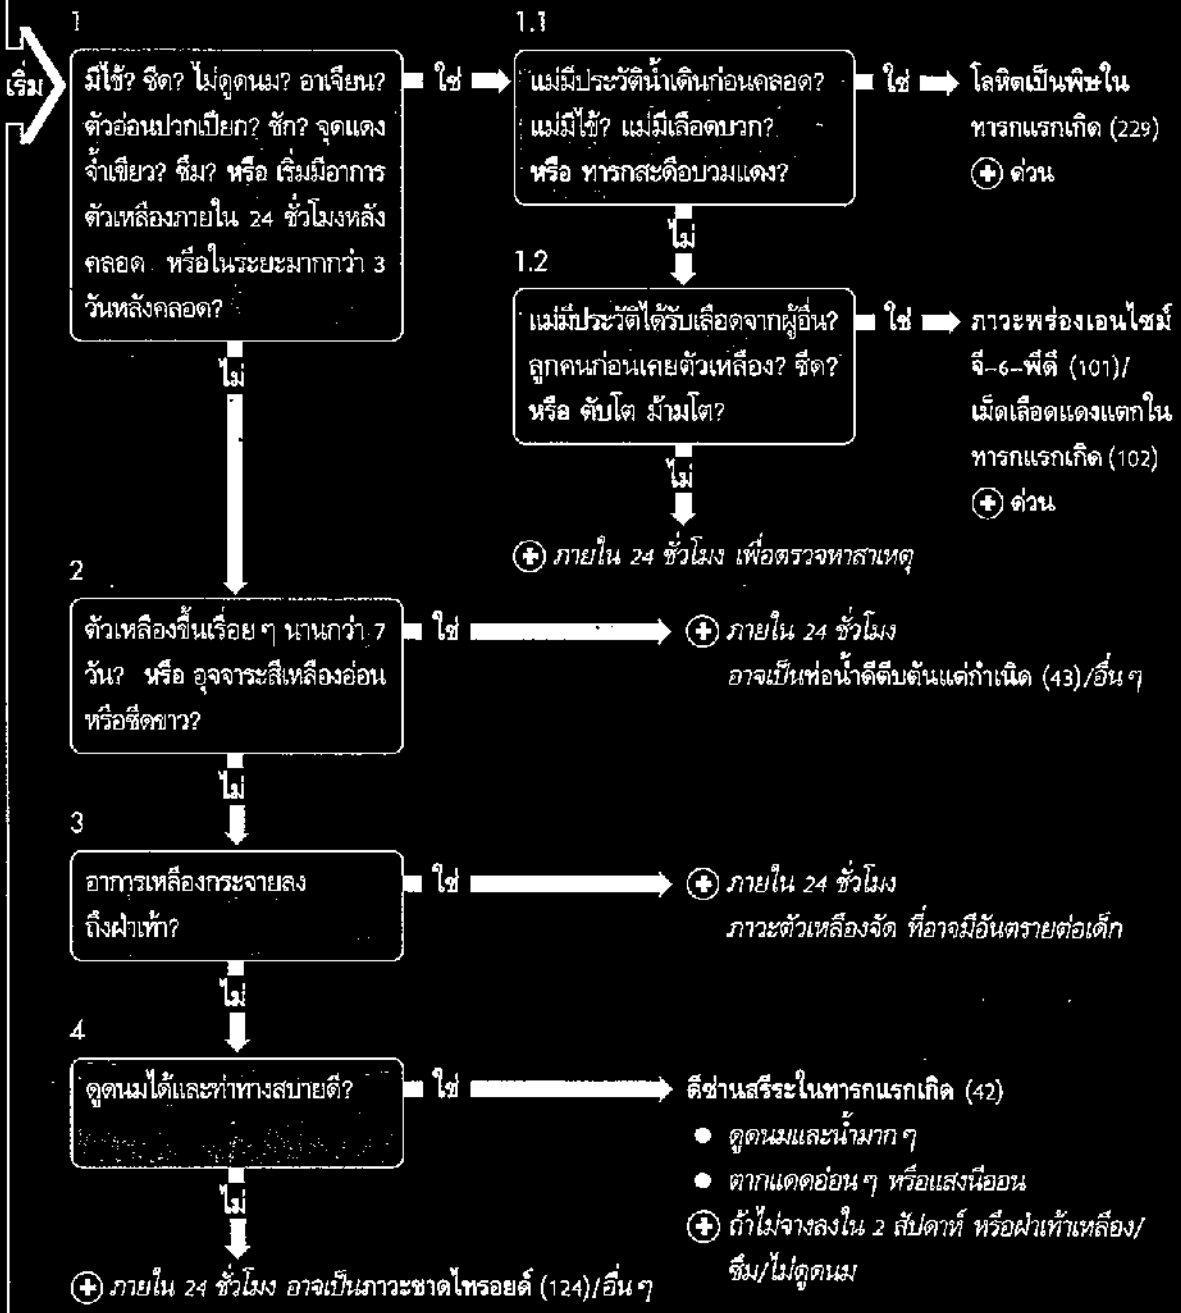 เริ่ม
1
มีไข้? ซีด? ไม่ดูดนม? อาเจียน?
ตัวอ่อนปวกเปียก? ชัก? จุดแดง
จ้ำเขียว? ซึม? หรือ เริ่มมีอาการ
ตัวเหลืองภายใน 24 ชั่วโมงหลัง
คลอด หรือในระยะมากกว่า 3
วันหลังคลอด?
ใช่
1.1
แม่มีประวัติน้ำเดินก่อนคลอด?
แม่มีไข้? แม่มีเลือดบวก?
หรือ ทารกสะดือบวมแดง?
ใช่
โลหิตเป็นพิษใน
ทารกแรกเกิด (229)
ด่วน
ไม่
1.2
แม่มีประวัติได้รับเลือดจากผู้อื่น?
ลูกคนก่อนเคยตัวเหลือง? ซีด?
หรือ ตับโต ม้ามโต?
ใช่
ภาวะพร่องเอนไซม์
จี-6-พีดี (101)/
เม็ดเลือดแดงแตกใน
ทารกแรกเกิด (102)
ด่วน
ไม่
ภายใน 24 ชั่วโมง เพื่อตรวจหาสาเหตุ
ไม่
2
ตัวเหลืองขึ้นเรื่อย ๆ นานกว่า 7
วัน? หรือ อุจจาระสีเหลืองอ่อน
หรือซีดขาว?
ใช่
ภายใน 24 ชั่วโมง
อาจเป็นท่อน้ำดีตีบตันแต่กำเนิด (43)/อื่น ๆ
ไม่
3
อาการเหลืองกระจายลง
ถึงฝ่าเท้า?
ใช่
ภายใน 24 ชั่วโมง
ภาวะตัวเหลืองจัด ที่อาจมีอันตรายต่อเด็ก
ไม่
4
ดูดนมได้และท่าทางสบายดี?
ใช่
ดีซ่านสรีระในทารกแรกเกิด (42)
● ดูดนมและน้ำมาก ๆ
● ตากแดดอ่อน ๆ หรือแสงนีออน
ถ้าไม่จางลงใน 2 สัปดาห์ หรือฝ่าเท้าเหลือง/
ซึม/ไม่ดูดนม
ไม่
ภายใน 24 ชั่วโมง อาจเป็นภาวะขาดไทรอยด์ (124)/อื่น ๆ